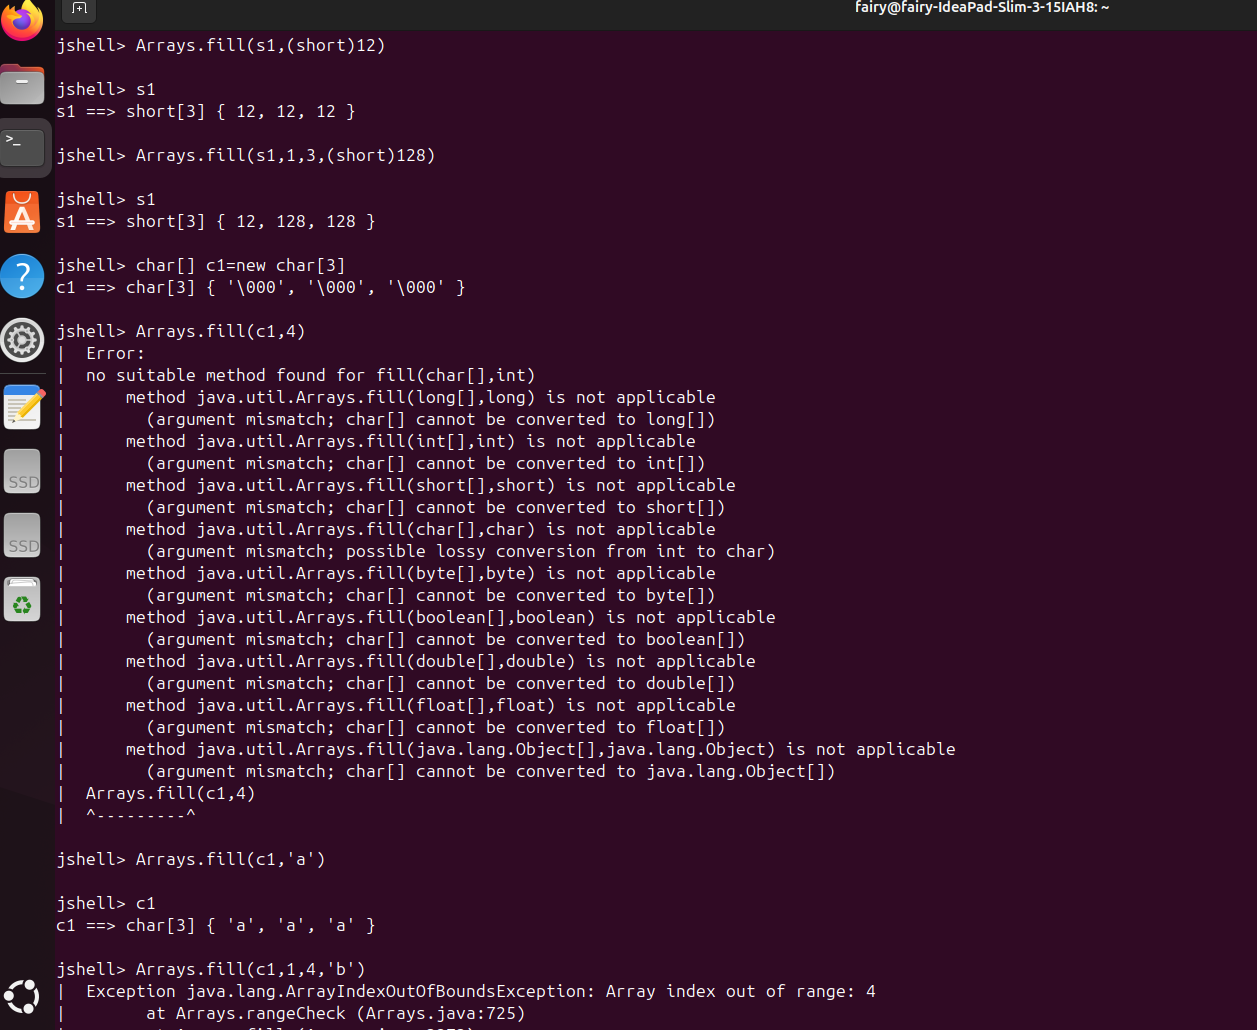 fairy@fairy-IdeaPad-Slim-3-15IAH8: ~
jshell> Arrays.fill(s1,(short)12)
jshell> s1
s1 ==> short[3] { 12, 12, 12 }
jshell> Arrays.fill(s1,1,3,(short)128)
jshell> s1
s1 ==> short[3] { 12, 128, 128 }
jshell> char[] c1=new char[3]
c1 ==> char[3] { '\000', '\000', '\000' }
jshell> Arrays.fill(c1,4)
|  Error:
|  no suitable method found for fill(char[],int)
|      method java.util.Arrays.fill(long[],long) is not applicable
|        (argument mismatch; char[] cannot be converted to long[])
|      method java.util.Arrays.fill(int[],int) is not applicable
|        (argument mismatch; char[] cannot be converted to int[])
|      method java.util.Arrays.fill(short[],short) is not applicable
|        (argument mismatch; char[] cannot be converted to short[])
|      method java.util.Arrays.fill(char[],char) is not applicable
|        (argument mismatch; possible lossy conversion from int to char)
|      method java.util.Arrays.fill(byte[],byte) is not applicable
|        (argument mismatch; char[] cannot be converted to byte[])
|      method java.util.Arrays.fill(boolean[],boolean) is not applicable
|        (argument mismatch; char[] cannot be converted to boolean[])
|      method java.util.Arrays.fill(double[],double) is not applicable
|        (argument mismatch; char[] cannot be converted to double[])
|      method java.util.Arrays.fill(float[],float) is not applicable
|        (argument mismatch; char[] cannot be converted to float[])
|      method java.util.Arrays.fill(java.lang.Object[],java.lang.Object) is not applicable
|        (argument mismatch; char[] cannot be converted to java.lang.Object[])
|  Arrays.fill(c1,4)
|  ^---------^
jshell> Arrays.fill(c1,'a')
jshell> c1
c1 ==> char[3] { 'a', 'a', 'a' }
jshell> Arrays.fill(c1,1,4,'b')
|  Exception java.lang.ArrayIndexOutOfBoundsException: Array index out of range: 4
|        at Arrays.rangeCheck (Arrays.java:725)
SSD
SSD